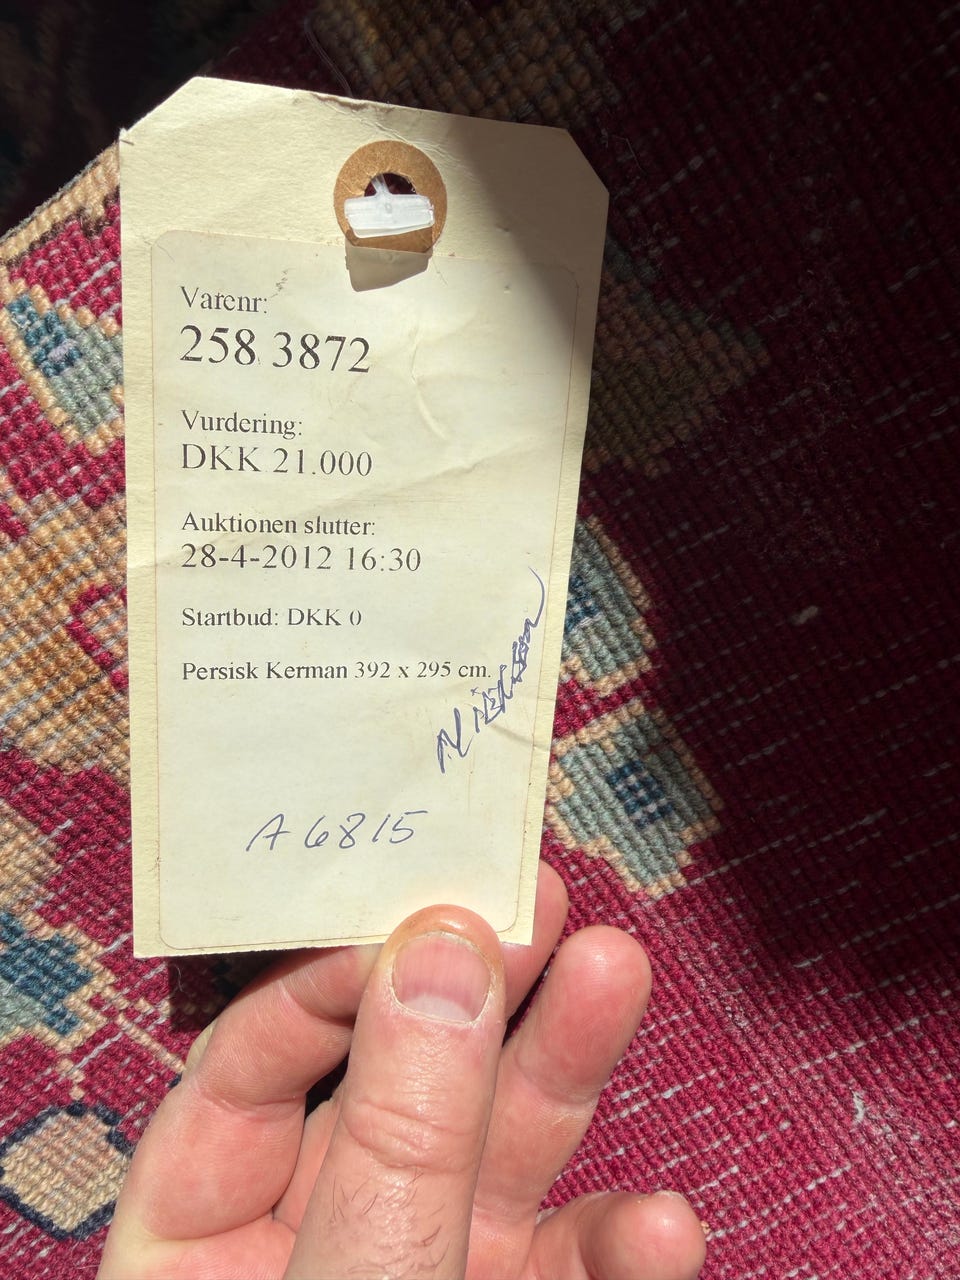 Varenr:
258 3872
Vurdering:
DKK 21.000
Auktionen slutter:
28-4-2012 16:30
Startbud: DKK 0
Persisk Kerman 392 x 295 cm.
A 6815